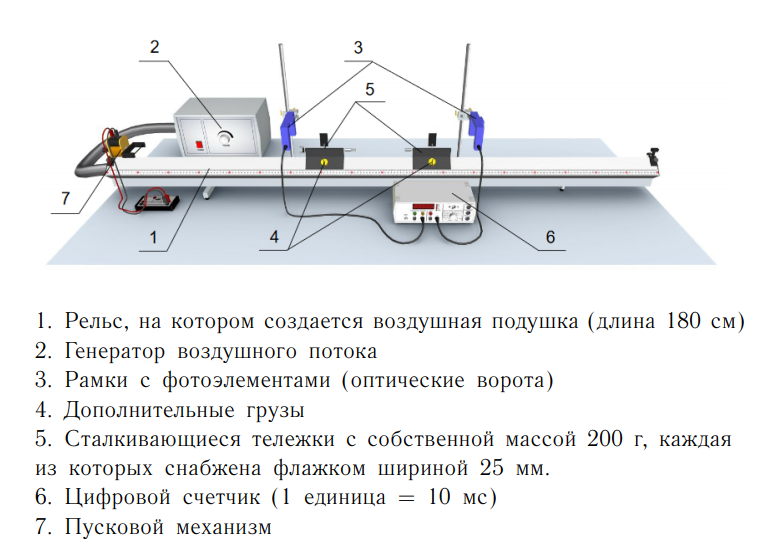 2
3
5
7
1
4
6
1. Рельс, на котором создается воздушная подушка (длина 180 см)
2. Генератор воздушного потока
3. Рамки с фотоэлементами (оптические ворота)
4. Дополнительные грузы
5. Сталкивающиеся тележки с собственной массой 200 г, каждая
из которых снабжена флажком шириной 25 мм.
6. Цифровой счетчик (1 единица = 10 мс)
7. Пусковой механизм